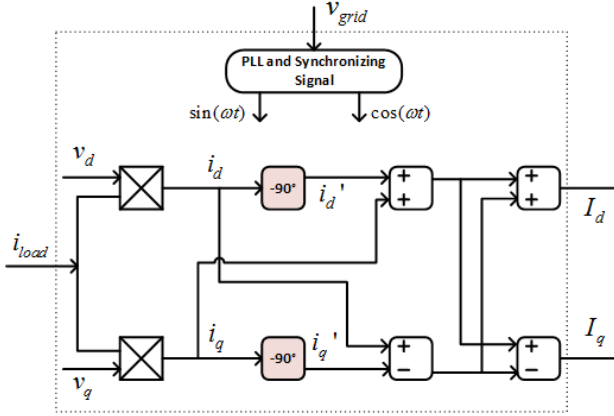 v_grid
PLL and Synchronizing
Signal
sin(ωt) cos(ωt)
v_d i_d -90° i_d' + + I_d
+ +
i_load
i_q -90° i_q' + + I_q
v_q - -